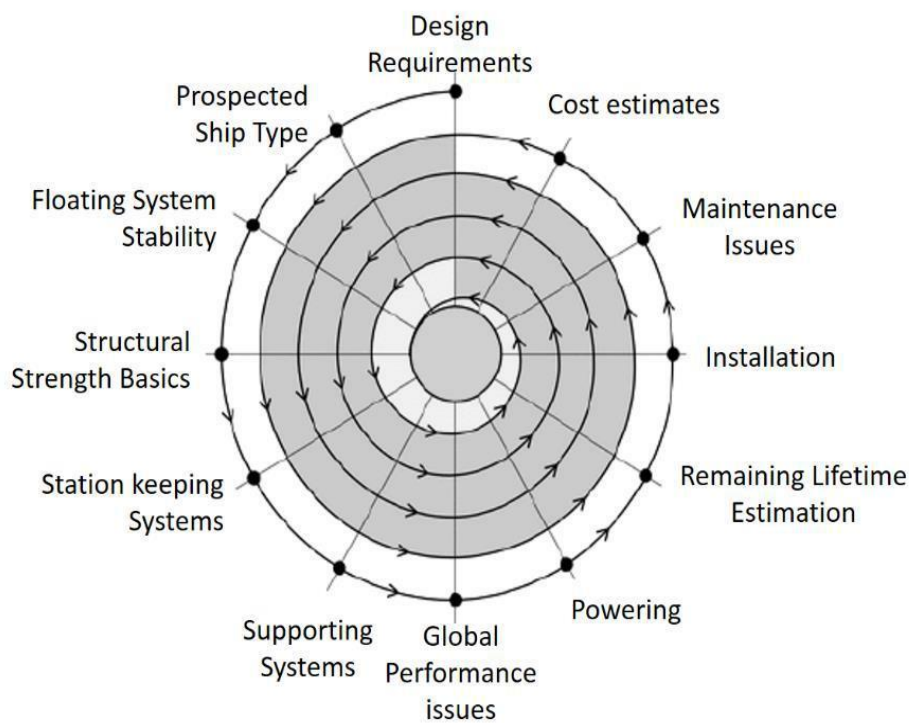 Design
Requirements
Prospected
Ship Type
Floating System
Stability
Structural
Strength Basics
Station keeping
Systems
Supporting
Systems
Global
Performance
issues
Powering
Remaining Lifetime
Estimation
Installation
Maintenance
Issues
Cost estimates